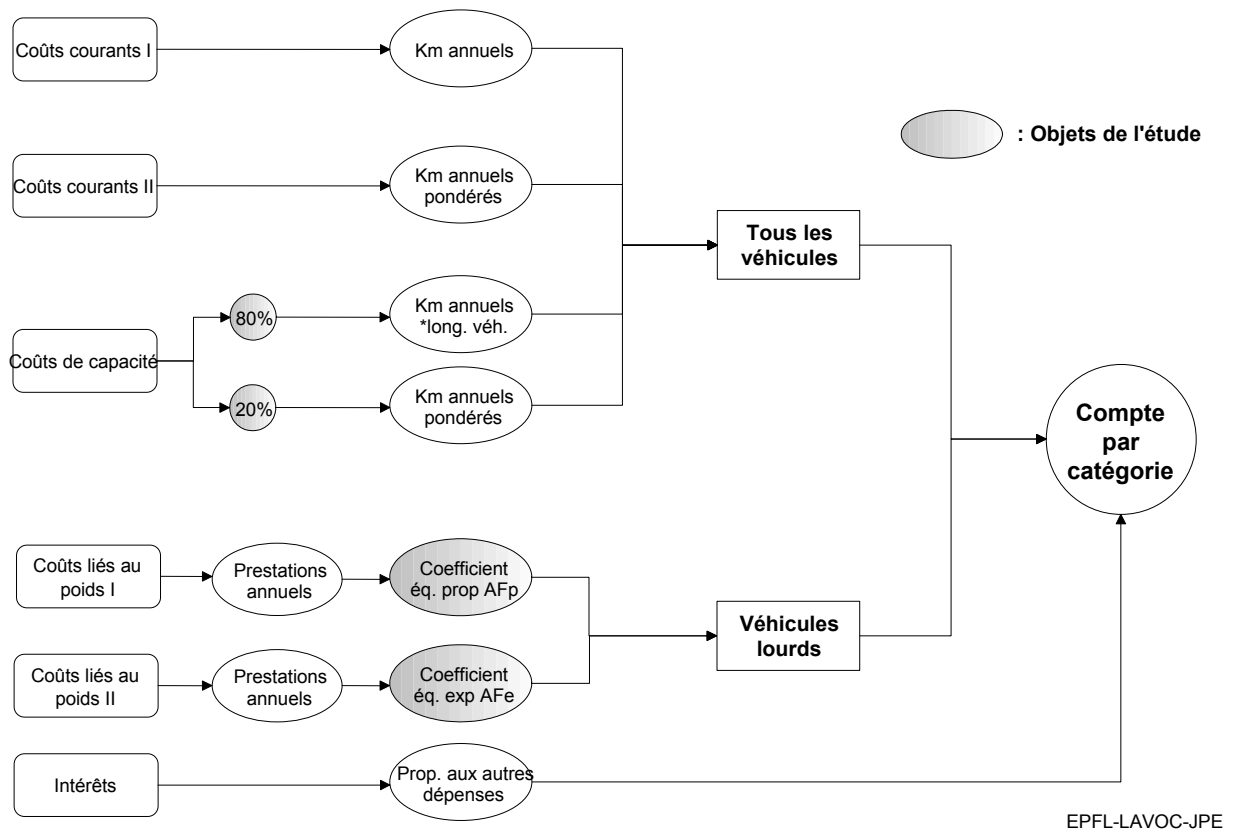 Coûts courants I
Km annuels
: Objets de l'étude
Coûts courants II
Km annuels
pondérés
Tous les
véhicules
Coûts de capacité
80%
Km annuels
*long. véh.
20%
Km annuels
pondérés
Compte
par
catégorie
Coûts liés au
poids I
Prestations
annuels
Coefficient
éq. prop AFp
Véhicules
lourds
Coûts liés au
poids II
Prestations
annuels
Coefficient
éq. exp AFe
Intérêts
Prop. aux autres
dépenses
EPFL-LAVOC-JPE